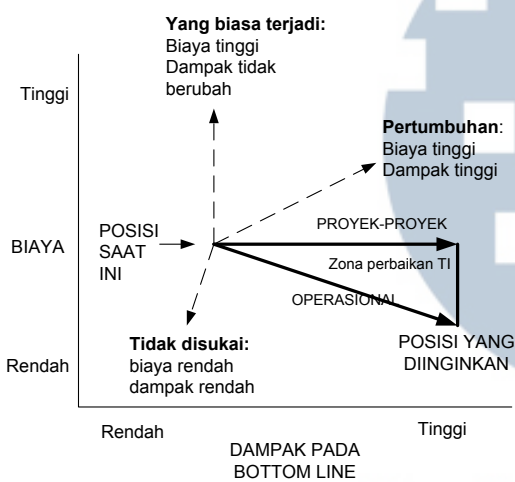 Yang biasa terjadi:
Biaya tinggi
Dampak tidak
berubah
Tinggi
Pertumbuhan:
Biaya tinggi
Dampak tinggi
PROYEK-PROYEK
POSISI
SAAT
INI
BIAYA
Zona perbaikan TI
OPERASIONAL
Tidak disukai:
biaya rendah
dampak rendah
POSISI YANG
DIINGINKAN
Rendah
Rendah
Tinggi
DAMPAK PADA
BOTTOM LINE